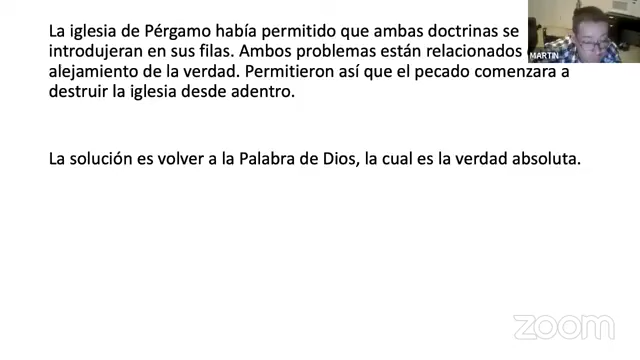 La iglesia de Pérgamo había permitido que ambas doctrinas se
introdujeran en sus filas. Ambos problemas están relacionados
alejamiento de la verdad. Permitieron así que el pecado comenzara a
destruir la iglesia desde adentro.
La solución es volver a la Palabra de Dios, la cual es la verdad absoluta.
MARTIN
zoom